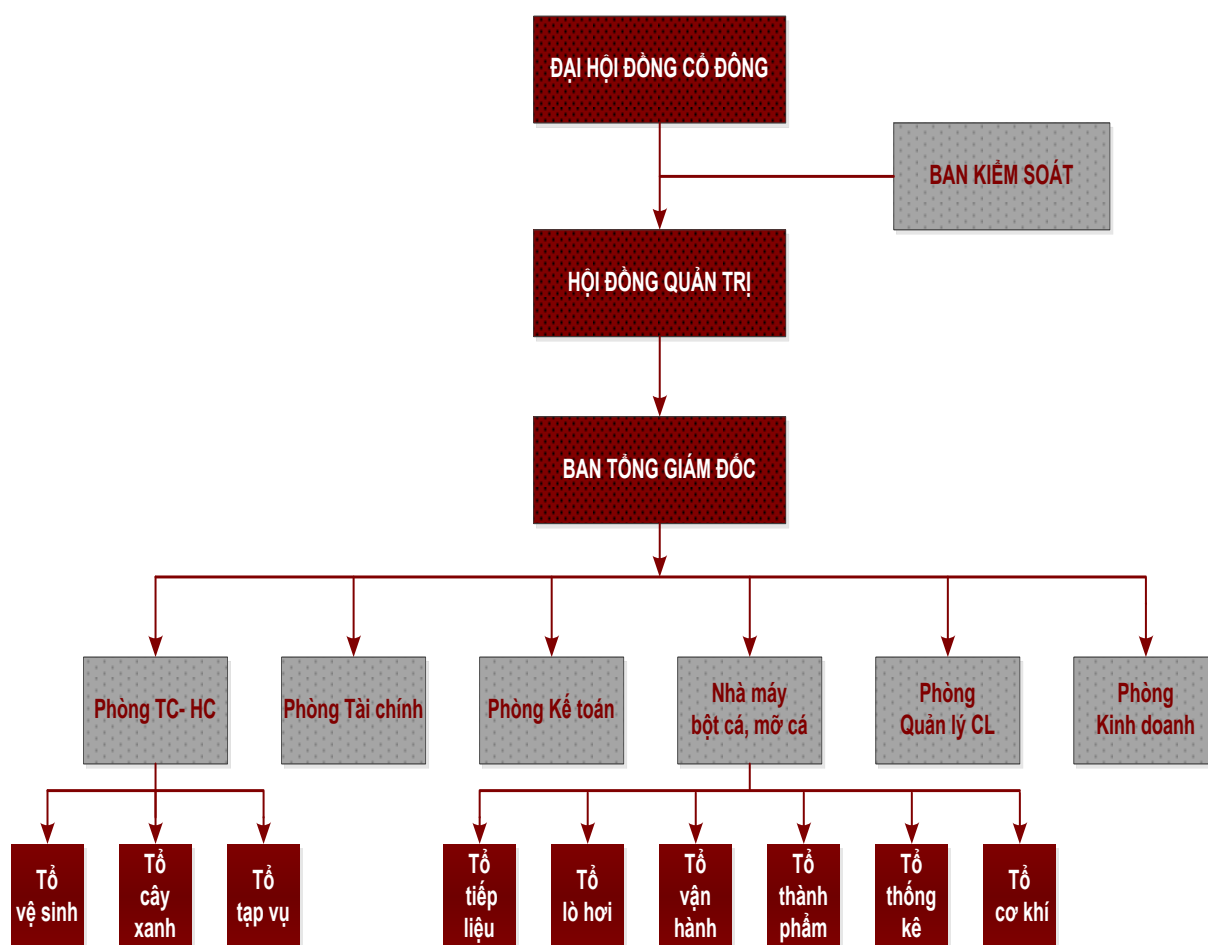 ĐẠI HỘI ĐỒNG CỔ ĐÔNG
BAN KIỂM SOÁT
HỘI ĐỒNG QUẢN TRỊ
BAN TỔNG GIÁM ĐỐC
Phòng TC- HC
Phòng Tài chính
Phòng Kế toán
Nhà máy
bột cá, mỡ cá
Phòng
Quản lý CL
Phòng
Kinh doanh
Tổ
vệ sinh
Tổ
cây
xanh
Tổ
tạp vụ
Tổ
tiếp
liệu
Tổ
lò hơi
Tổ
vận
hành
Tổ
thành
phẩm
Tổ
thống
kê
Tổ
cơ khí